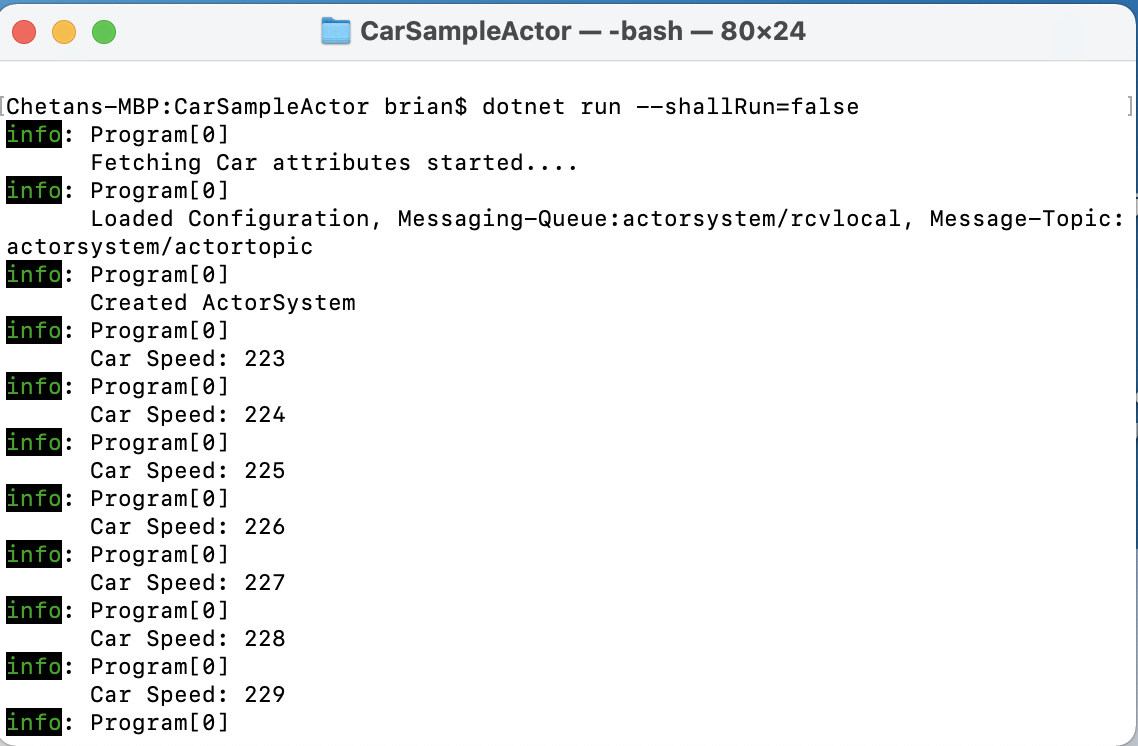 CarSampleActor — -bash — 80×24
[Chetans-MBP:CarSampleActor brian$ dotnet run --shallRun=false ]
info: Program[0]
      Fetching Car attributes started....
info: Program[0]
      Loaded Configuration, Messaging-Queue:actorsystem/rcvlocal, Message-Topic:
actorsystem/actortopic
info: Program[0]
      Created ActorSystem
info: Program[0]
      Car Speed: 223
info: Program[0]
      Car Speed: 224
info: Program[0]
      Car Speed: 225
info: Program[0]
      Car Speed: 226
info: Program[0]
      Car Speed: 227
info: Program[0]
      Car Speed: 228
info: Program[0]
      Car Speed: 229
info: Program[0]